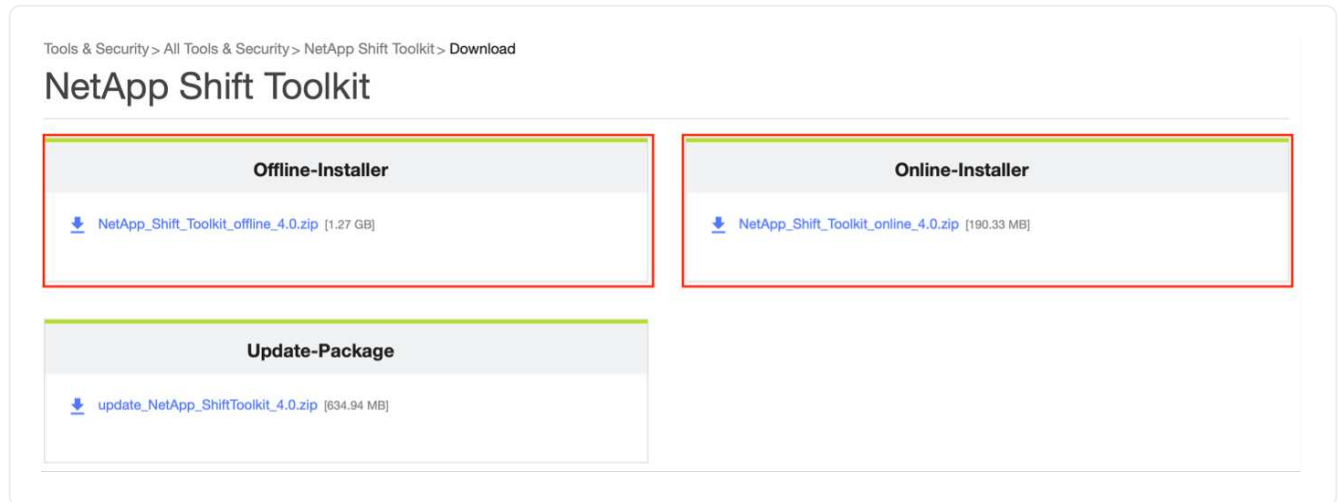 Tools & Security > All Tools & Security > NetApp Shift Toolkit > Download
NetApp Shift Toolkit
Offline-Installer
NetApp_Shift_Toolkit_offline_4.0.zip [1.27 GB]
Online-Installer
NetApp_Shift_Toolkit_online_4.0.zip [190.33 MB]
Update-Package
update_NetApp_ShiftToolkit_4.0.zip [634.94 MB]